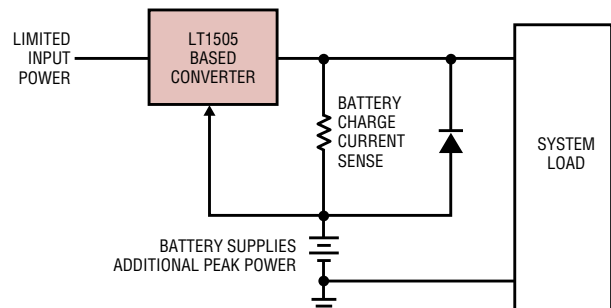 LIMITED
INPUT
POWER
LT1505
BASED
CONVERTER
BATTERY
CHARGE
CURRENT
SENSE
SYSTEM
LOAD
BATTERY SUPPLIES
ADDITIONAL PEAK POWER